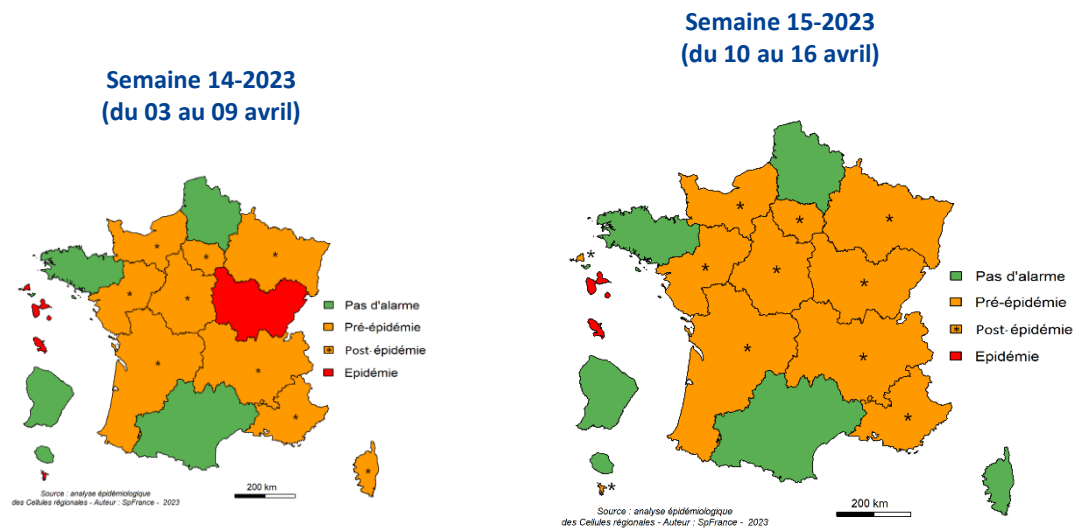 Semaine 14-2023
(du 03 au 09 avril)
Pas d'alarme
Pré-épidémie
Post-épidémie
Epidémie
200 km
Source : analyse épidémiologique
des Cellules régionales - Auteur : SpFrance - 2023
Semaine 15-2023
(du 10 au 16 avril)
Pas d'alarme
Pré-épidémie
Post-épidémie
Epidémie
200 km
Source : analyse épidémiologique
des Cellules régionales - Auteur : SpFrance - 2023